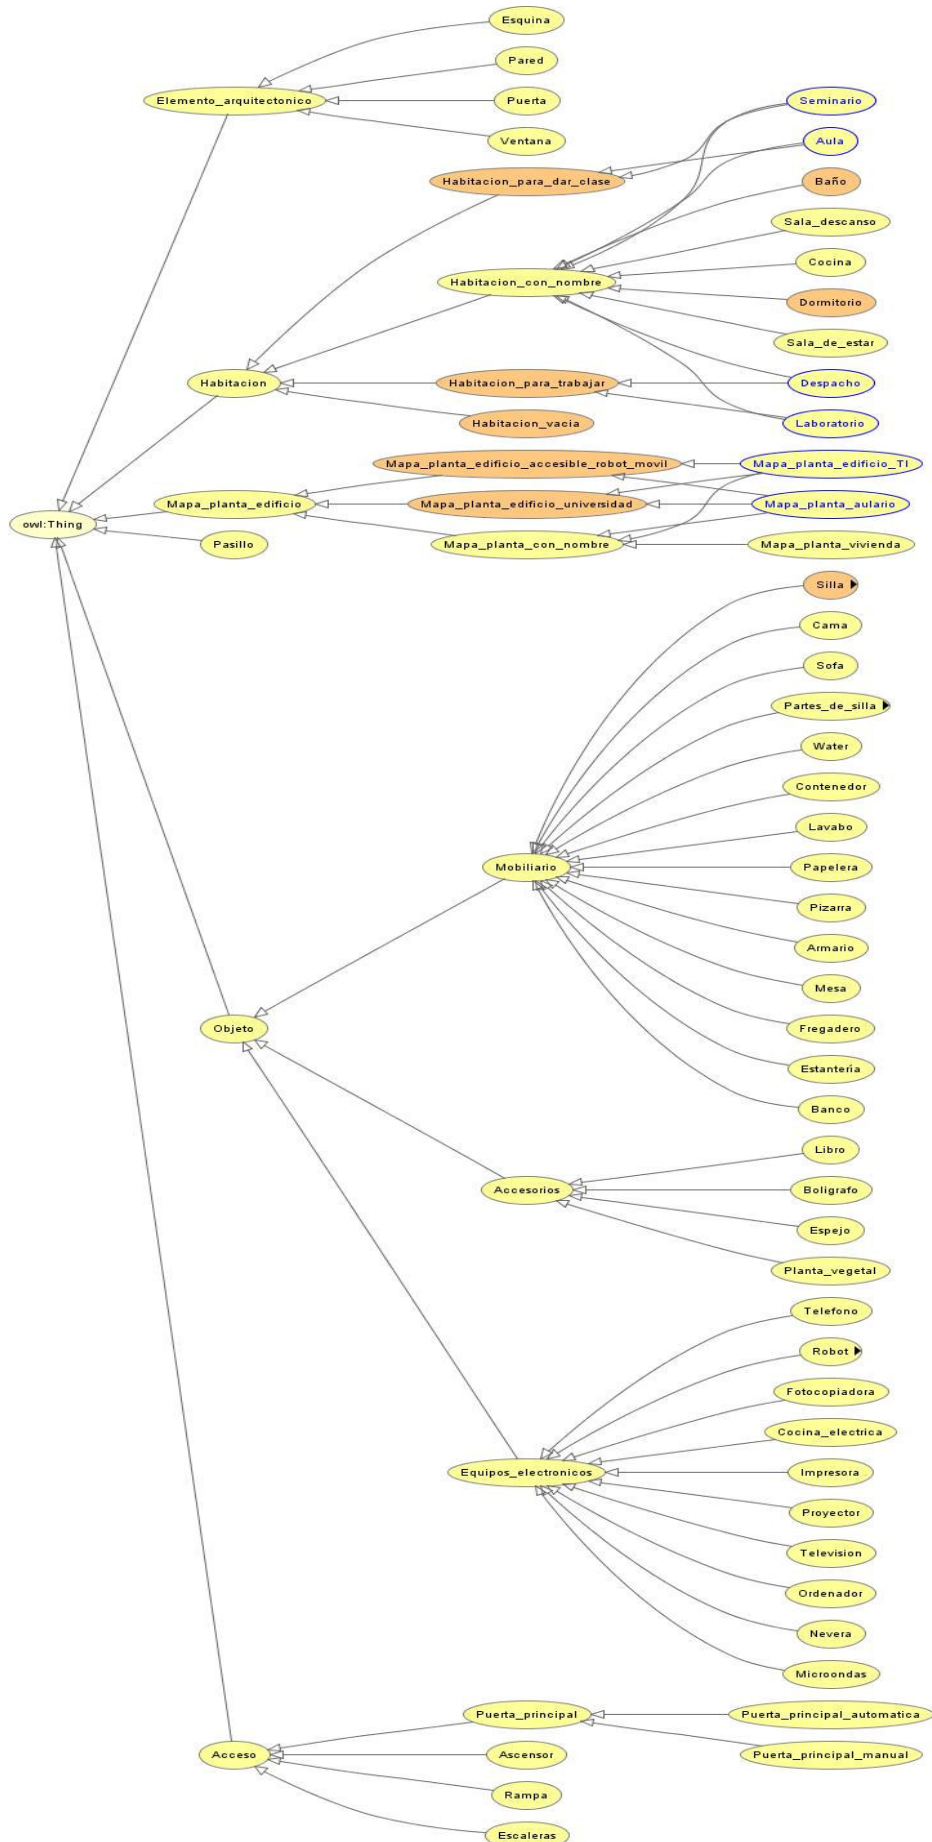 Esquina
Pared
Elemento_arquitectonico
Puerta
Seminario
Ventana
Aula
Habitacion_para_dar_clase
Baño
Sala_descanso
Cocina
Habitacion_con_nombre
Dormitorio
Sala_de_estar
Habitacion
Habitacion_para_trabajar
Despacho
Habitacion_vacia
Laboratorio
Mapa_planta_edificio_accesible_robot_movil
Mapa_planta_edificio_TI
Mapa_planta_edificio
Mapa_planta_edificio_universidad
Mapa_planta_aulario
owl:Thing
Pasillo
Mapa_planta_con_nombre
Mapa_planta_vivienda
Silla
Cama
Sofa
Partes_de_silla
Water
Contenedor
Lavabo
Mobiliario
Papelera
Pizarra
Armario
Mesa
Objeto
Fregadero
Estantería
Banco
Libro
Accesorios
Boligrafo
Espejo
Planta_vegetal
Telefono
Robot
Fotocopiadora
Cocina_electrica
Equipos_electronicos
Impresora
Proyector
Television
Ordenador
Nevera
Microondas
Puerta_principal
Puerta_principal_automatica
Acceso
Ascensor
Puerta_principal_manual
Rampa
Escaleras